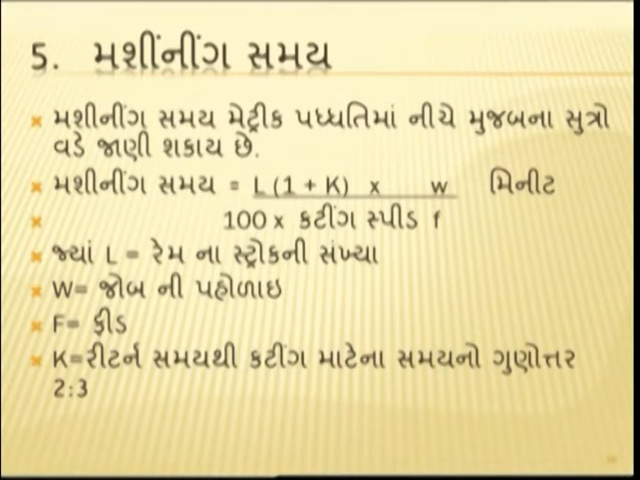 5. મશીંનીંગ સમય
મશીનીંગ સમય મેટ્રીક પધ્ધતિમાં નીચે મુજબના સુત્રો
વડે જાણી શકાય છે.
મશીનીંગ સમય = L (1 + K) x w મિનીટ
100 x કટીંગ સ્પીડ f
જ્યાં L = રેમ ના સ્ટ્રોકની સંખ્યા
W= જોબ ની પહોળાઇ
F= ફીડ
K=રીટર્ન સમયથી કટીંગ માટેના સમયનો ગુણોત્તર
2:3